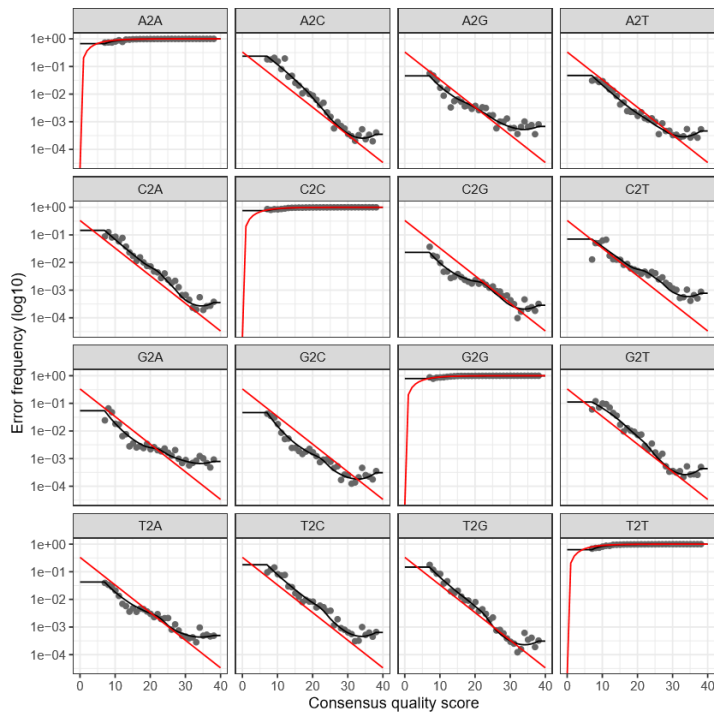 A2A A2C A2G A2T
1e+00
1e-01
1e-02
1e-03
1e-04
C2A C2C C2G C2T
1e+00
1e-01
1e-02
1e-03
1e-04
G2A G2C G2G G2T
1e+00
1e-01
1e-02
1e-03
1e-04
T2A T2C T2G T2T
1e+00
1e-01
1e-02
1e-03
1e-04
0 10 20 30 40 0 10 20 30 40 0 10 20 30 40 0 10 20 30 40
Consensus quality score
Error frequency (log10)